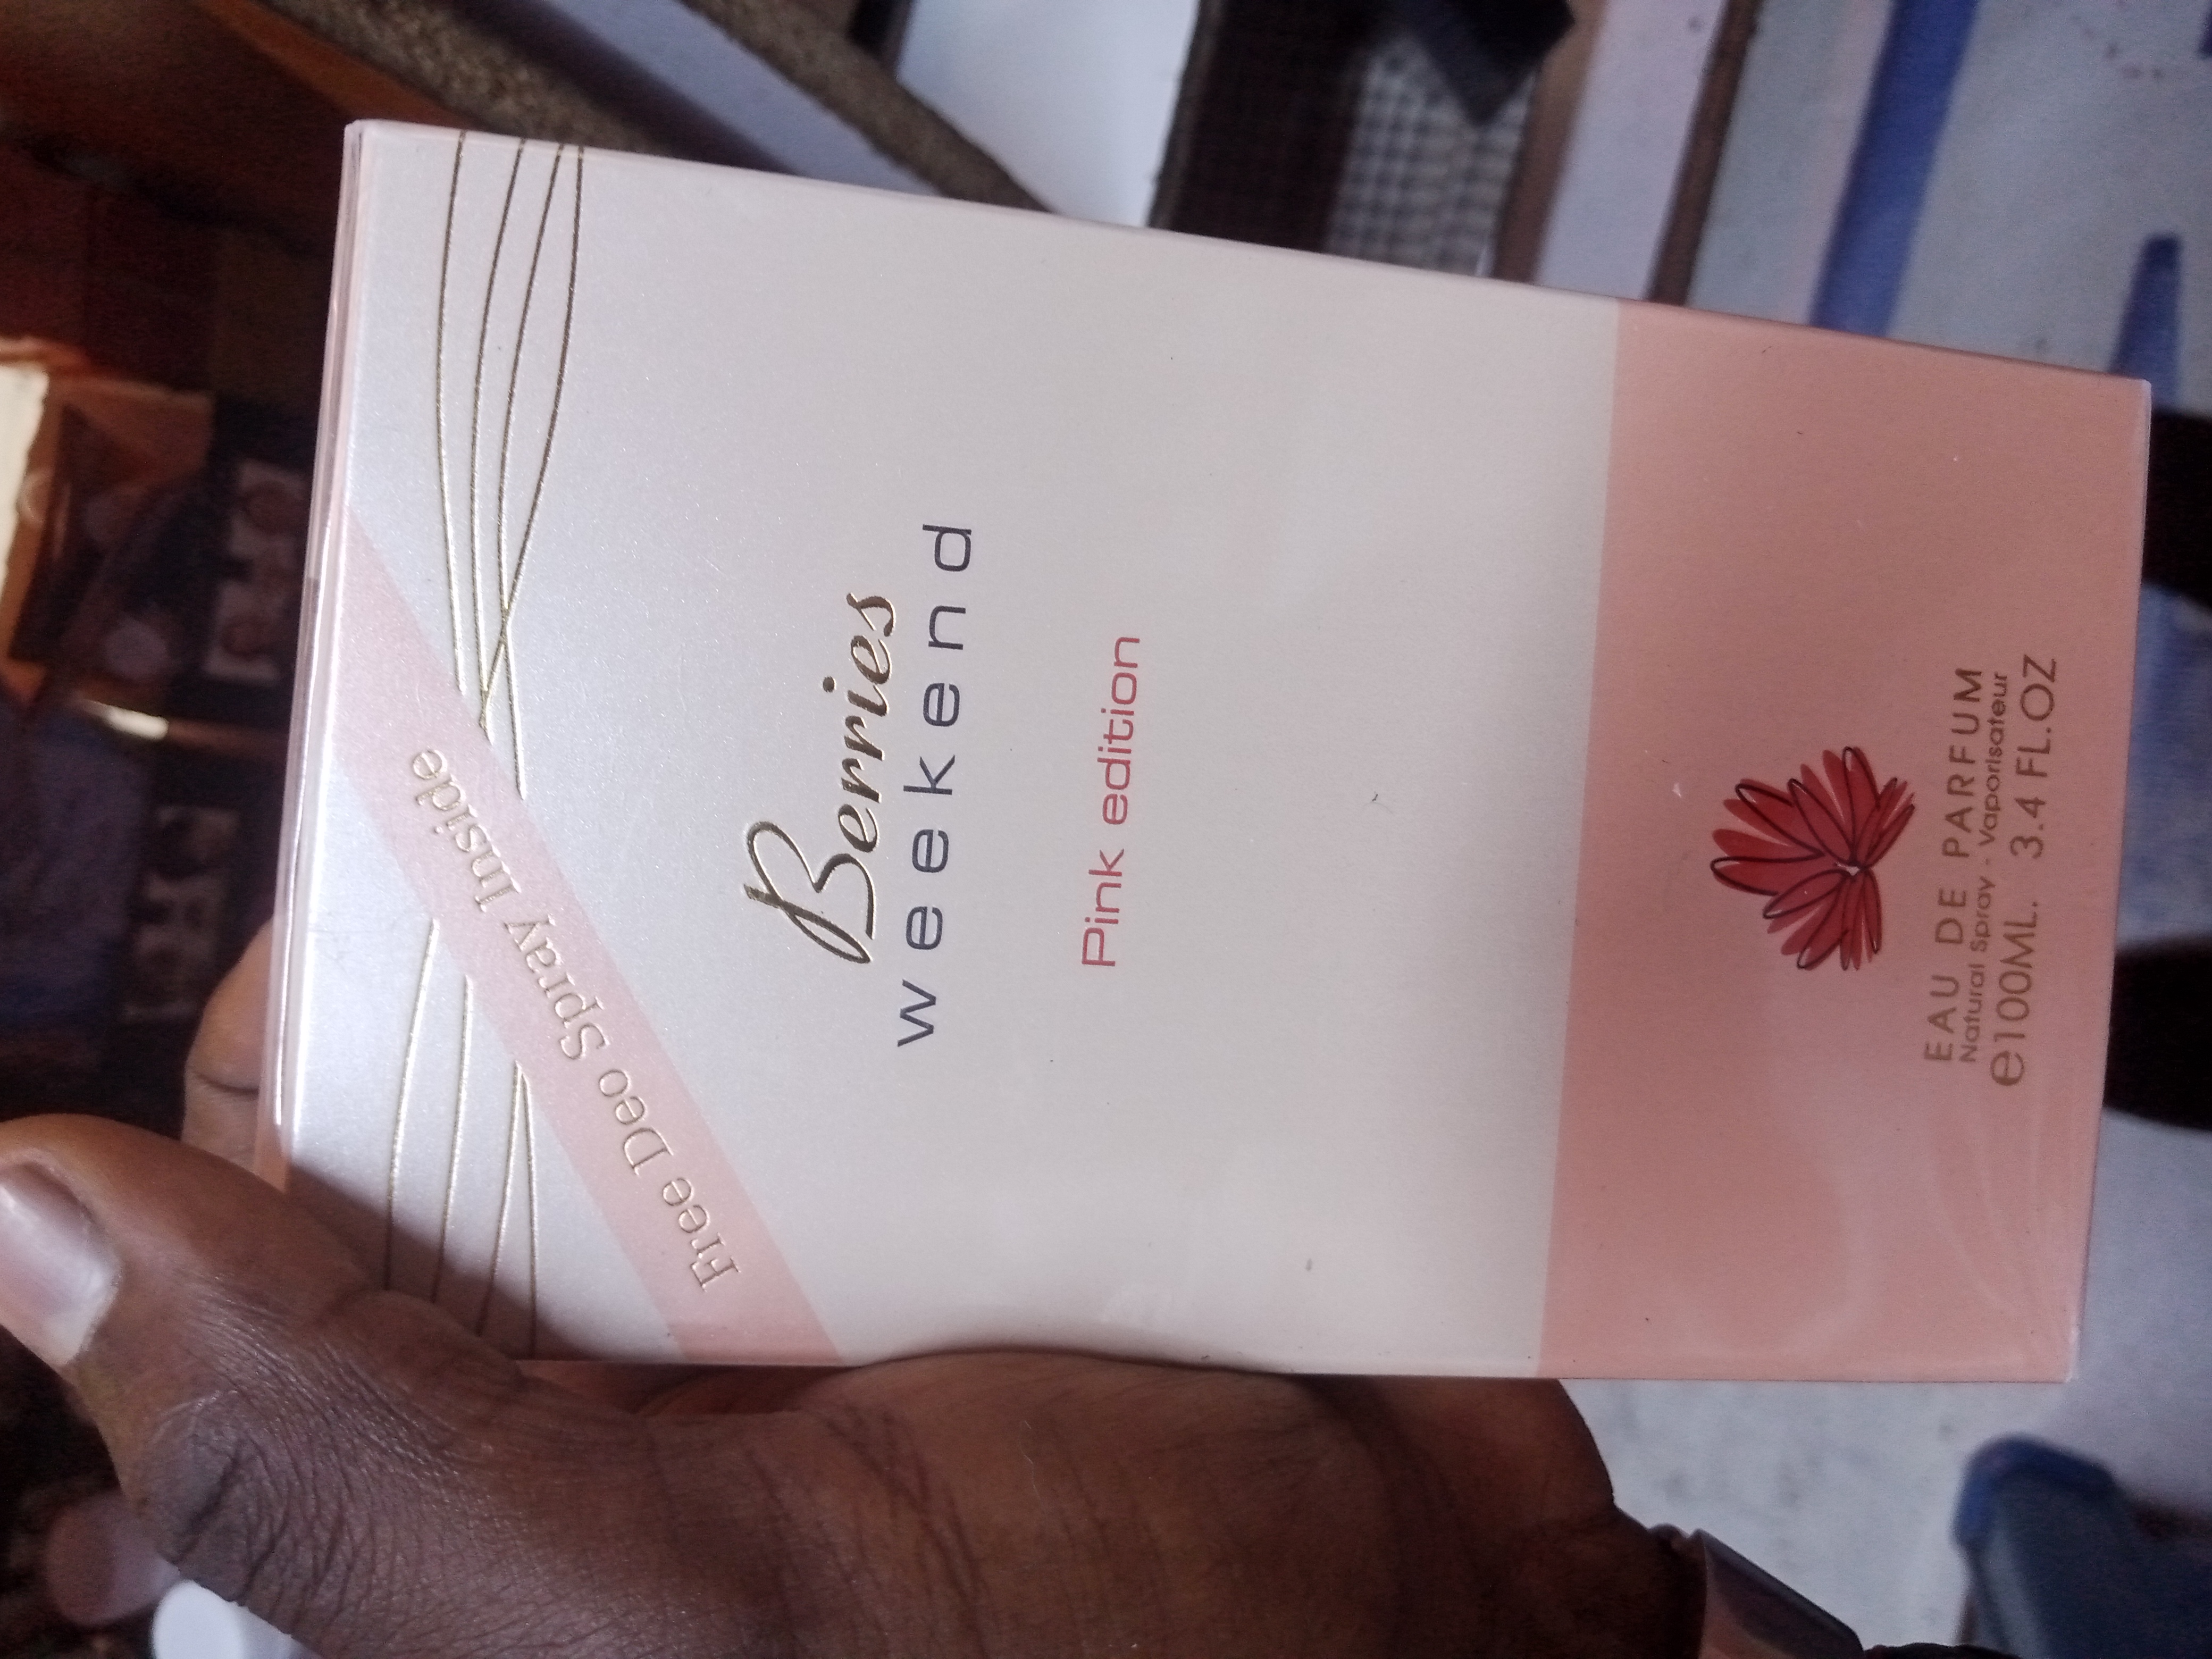 Free Deo Spray Inside
Berries
weekend
Pink edition
EAU DE PARFUM
Natural Spray - Vaporisateur
℮100ML. 3.4 FL.OZ